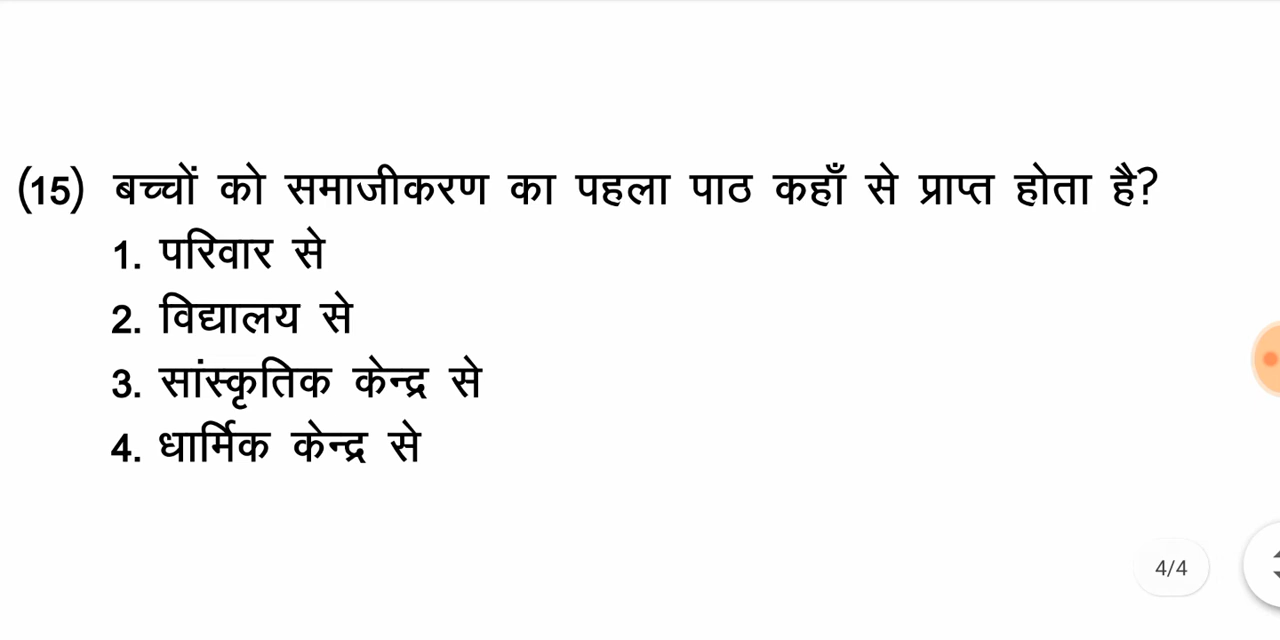 (15) बच्चों को समाजीकरण का पहला पाठ कहाँ से प्राप्त होता है?
1. परिवार से
2. विद्यालय से
3. सांस्कृतिक केन्द्र से
4. धार्मिक केन्द्र से
4/4